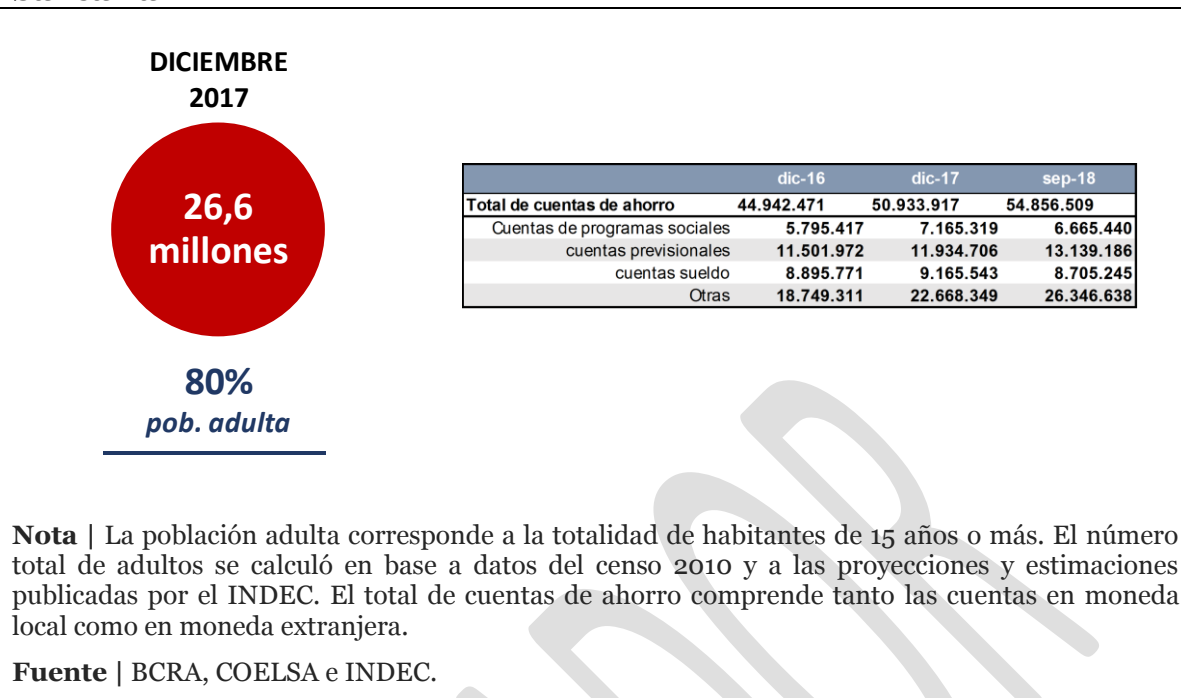 DICIEMBRE
2017
26,6
millones
80%
pob. adulta
dic-16 dic-17 sep-18
Total de cuentas de ahorro 44.942.471 50.933.917 54.856.509
Cuentas de programas sociales 5.795.417 7.165.319 6.665.440
cuentas previsionales 11.501.972 11.934.706 13.139.186
cuentas sueldo 8.895.771 9.165.543 8.705.245
Otras 18.749.311 22.668.349 26.346.638
Nota | La población adulta corresponde a la totalidad de habitantes de 15 años o más. El número
total de adultos se calculó en base a datos del censo 2010 y a las proyecciones y estimaciones
publicadas por el INDEC. El total de cuentas de ahorro comprende tanto las cuentas en moneda
local como en moneda extranjera.
Fuente | BCRA, COELSA e INDEC.